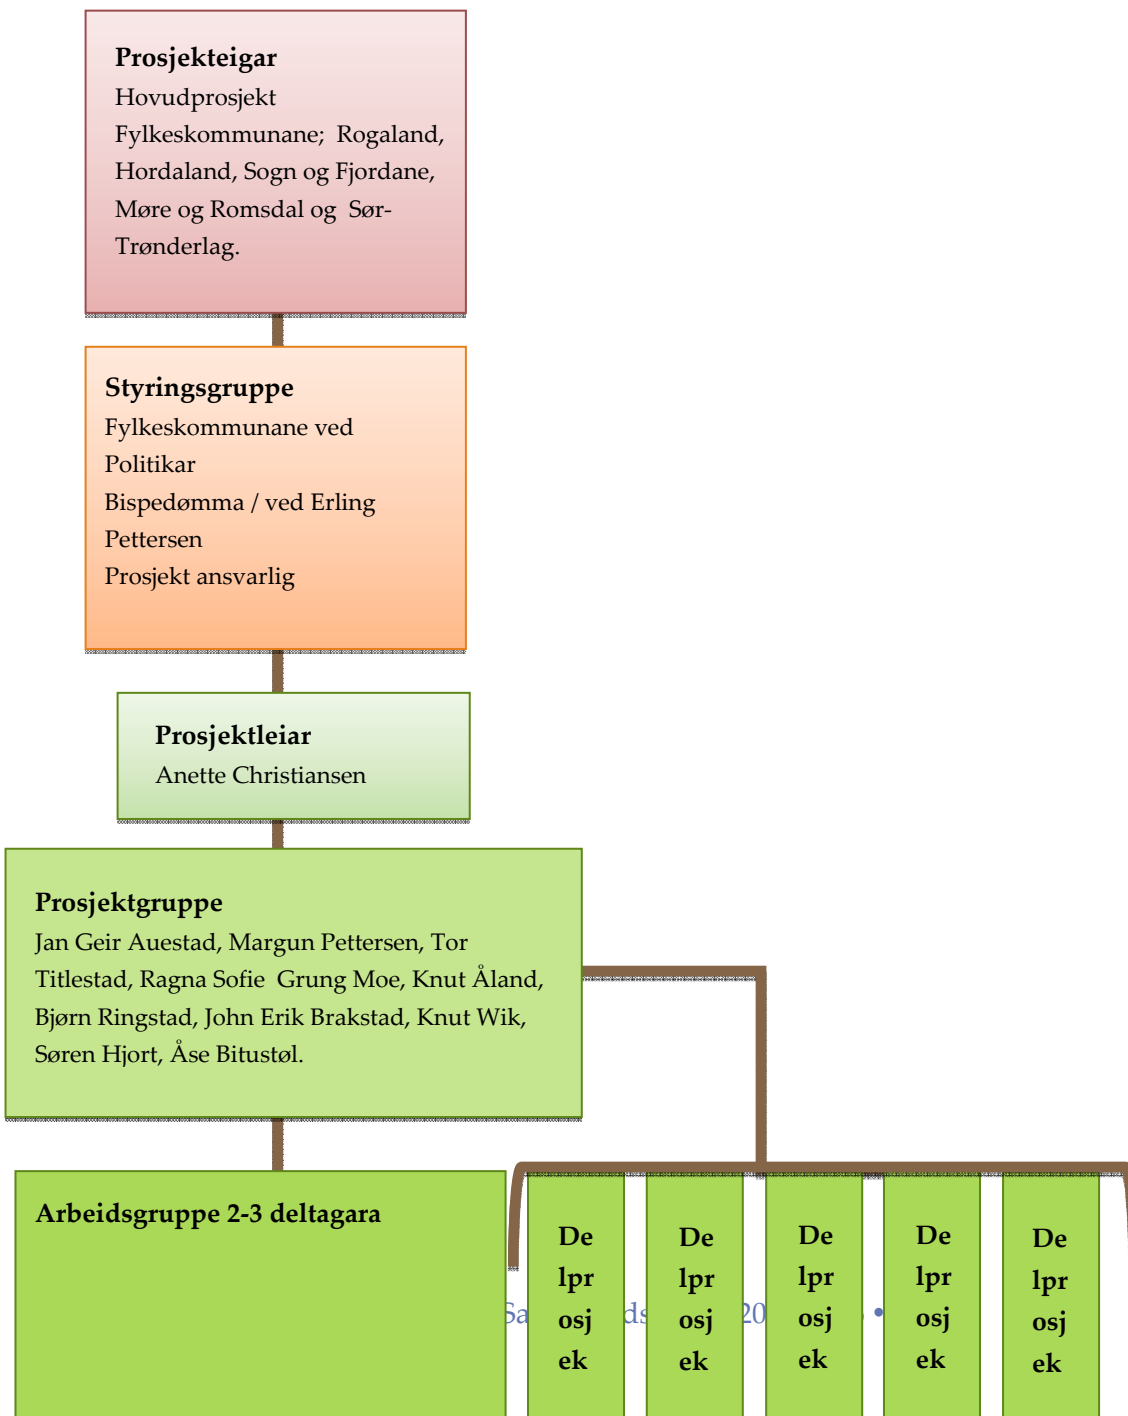 Prosjekteigar
Hovudprosjekt
Fylkeskommunane;  Rogaland,
Hordaland, Sogn og Fjordane,
Møre og Romsdal og  Sør-
Trønderlag.
Styringsgruppe
Fylkeskommunane ved
Politikar
Bispedømma / ved Erling
Pettersen
Prosjekt ansvarlig
Prosjektleiar
Anette Christiansen
Prosjektgruppe
Jan Geir Auestad, Margun Pettersen, Tor
Titlestad, Ragna Sofie  Grung Moe, Knut Åland,
Bjørn Ringstad, John Erik Brakstad, Knut Wik,
Søren Hjort, Åse Bitustøl.
Arbeidsgruppe 2-3 deltagara
De
lpr
osj
ek
De
lpr
osj
ek
De
lpr
osj
ek
De
lpr
osj
ek
De
lpr
osj
ek